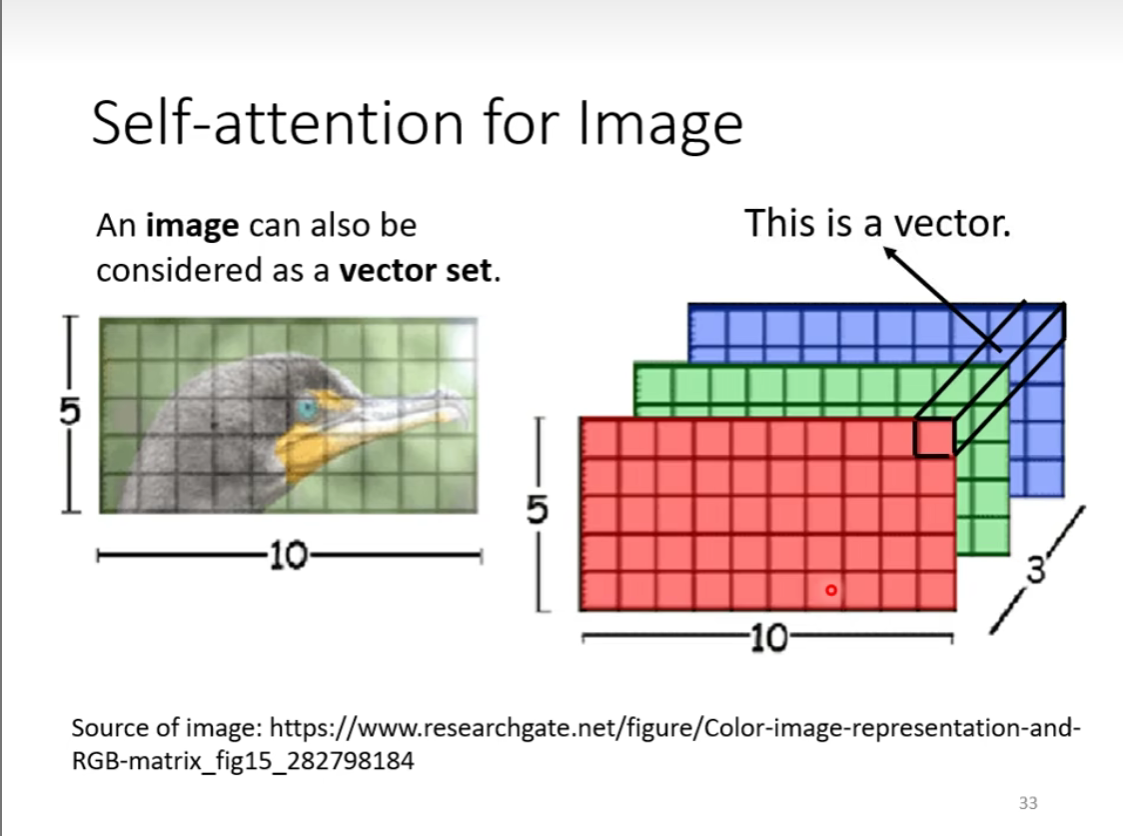 Self-attention for Image
An image can also be
considered as a vector set.
This is a vector.
5
10
5
10
3
Source of image: https://www.researchgate.net/figure/Color-image-representation-and-
RGB-matrix_fig15_282798184
33